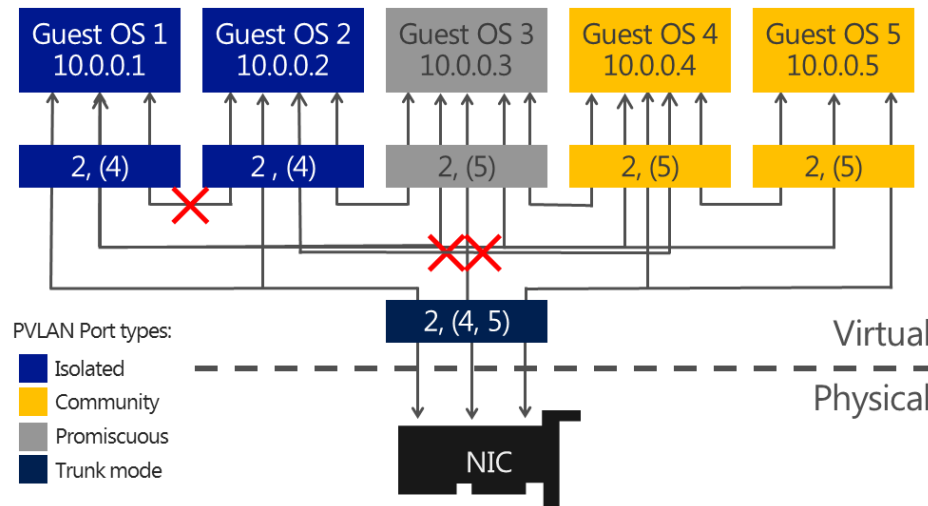 Guest OS 1
10.0.0.1
Guest OS 2
10.0.0.2
Guest OS 3
10.0.0.3
Guest OS 4
10.0.0.4
Guest OS 5
10.0.0.5
2, (4)
2 , (4)
2, (5)
2, (5)
2, (5)
2, (4, 5)
Virtual
Physical
PVLAN Port types:
Isolated
Community
Promiscuous
Trunk mode
NIC